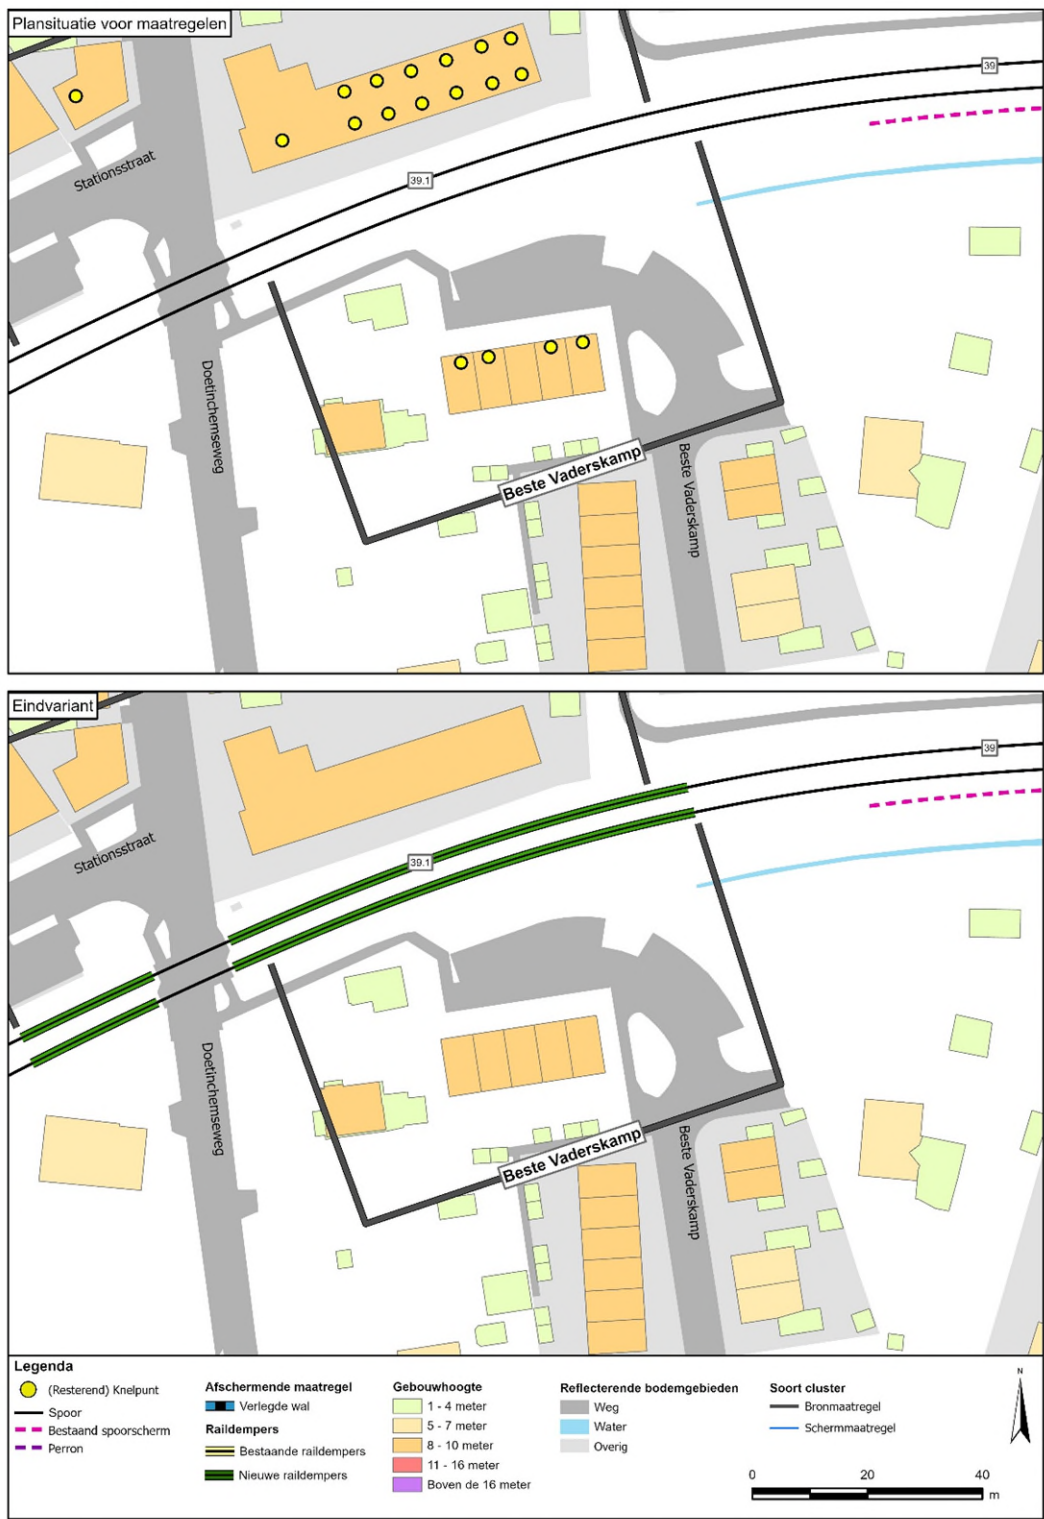 Plansituatie voor maatregelen
39
Stationsstraat
39.1
Doetinchemseweg
Beste Vaderskamp
Beste Vaderskamp
Eindvariant
39
39.1
Stationsstraat
Doetinchemseweg
Beste Vaderskamp
Beste Vaderskamp
Legenda
(Resterend) Knelpunt
Spoor
Bestaand spoorscherm
Perron
Afschermende maatregel
Verlegde wal
Raildempers
Bestaande raildempers
Nieuwe raildempers
Gebouwhoogte
1 - 4 meter
5 - 7 meter
8 - 10 meter
11 - 16 meter
Boven de 16 meter
Reflecterende bodemgebieden
Weg
Water
Overig
Soort cluster
Bronmaatregel
Schermmaatregel
N
0 20 40
m